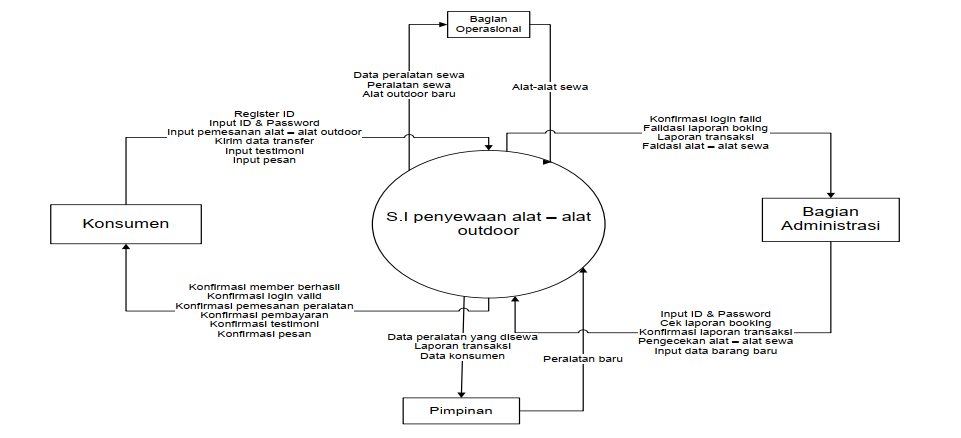 Bagian
Operasional
Data peralatan sewa
Peralatan sewa
Alat outdoor baru
Alat-alat sewa
Register ID
Input ID & Password
Input pemesanan alat – alat outdoor
Kirim data transfer
Input testimoni
Input pesan
Konfirmasi login falid
Falidasi laporan boking
Laporan transaksi
Faldasi alat – alat sewa
Konsumen
S.I penyewaan alat – alat
outdoor
Bagian
Administrasi
Konfirmasi member berhasil
Konfirmasi login valid
Konfirmasi pemesanan peralatan
Konfirmasi pembayaran
Konfirmasi testimoni
Konfirmasi pesan
Data peralatan yang disewa
Laporan transaksi
Data konsumen
Peralatan baru
Input ID & Password
Cek laporan booking
Konfirmasi laporan transaksi
Pengecekan alat – alat sewa
Input data barang baru
Pimpinan